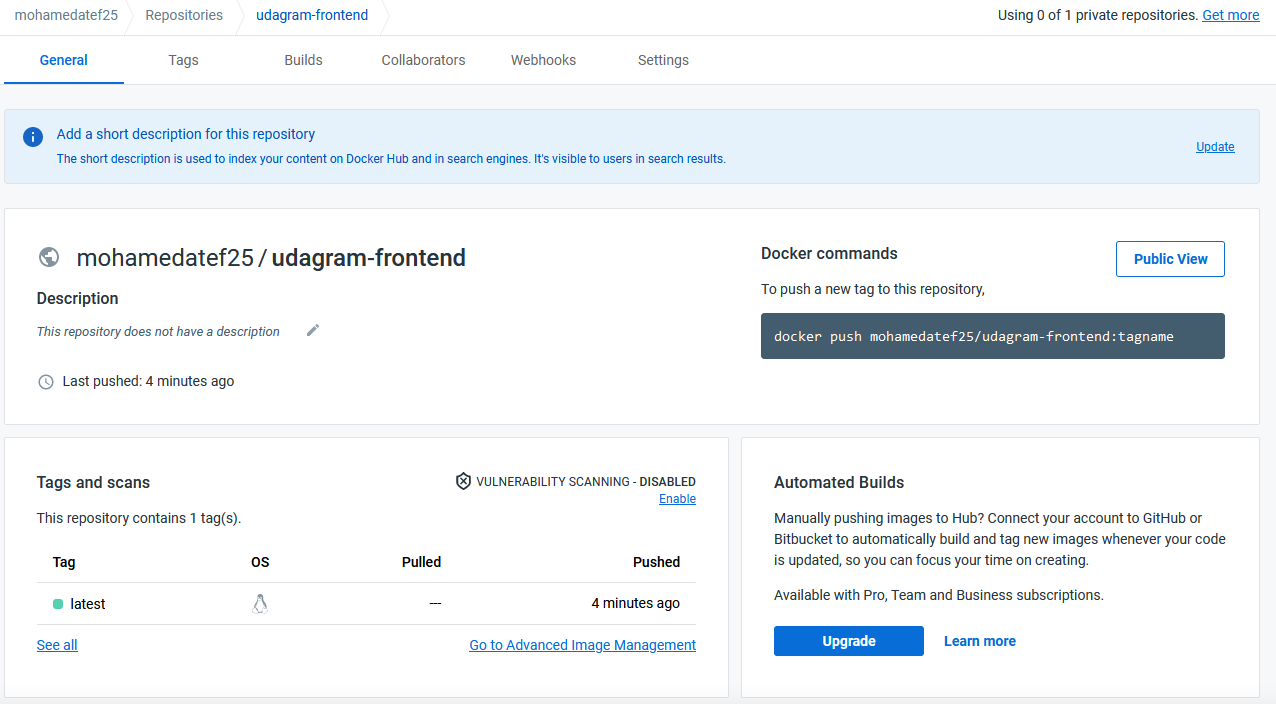 mohamedatef25 Repositories udagram-frontend Using 0 of 1 private repositories. Get more
General Tags Builds Collaborators Webhooks Settings
Add a short description for this repository
The short description is used to index your content on Docker Hub and in search engines. It's visible to users in search results.
Update
mohamedatef25 / udagram-frontend
Description
This repository does not have a description
Last pushed: 4 minutes ago
Docker commands
Public View
To push a new tag to this repository,
docker push mohamedatef25/udagram-frontend:tagname
Tags and scans
VULNERABILITY SCANNING - DISABLED
Enable
This repository contains 1 tag(s).
Tag OS Pulled Pushed
latest --- 4 minutes ago
See all Go to Advanced Image Management
Automated Builds
Manually pushing images to Hub? Connect your account to GitHub or
Bitbucket to automatically build and tag new images whenever your code
is updated, so you can focus your time on creating.
Available with Pro, Team and Business subscriptions.
Upgrade Learn more